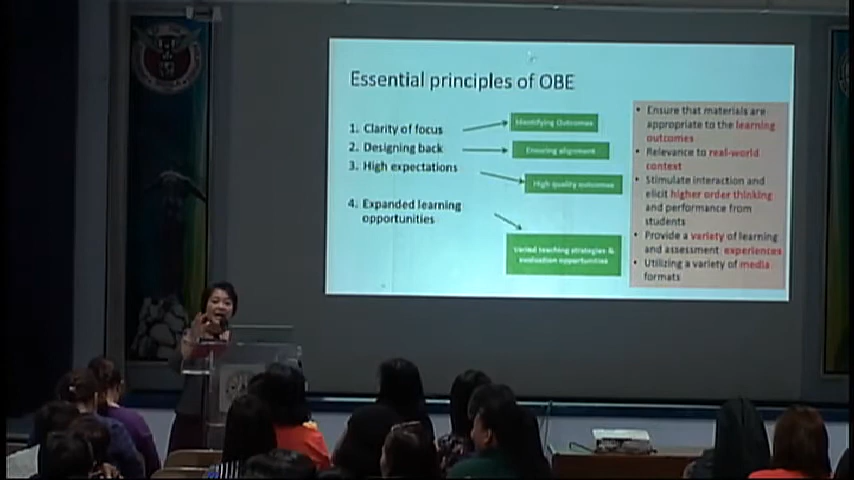 Essential principles of OBE
1. Clarity of focus
2. Designing back
3. High expectations
4. Expanded learning
opportunities
Identifying Outcomes
Ensuring alignment
High quality outcomes
Varied teaching strategies &
evaluation opportunities
• Ensure that materials are
appropriate to the learning
outcomes
• Relevance to real-world
context
• Stimulate interaction and
elicit higher order thinking
and performance from
students
• Provide a variety of learning
and assessment experiences
• Utilizing a variety of media
formats